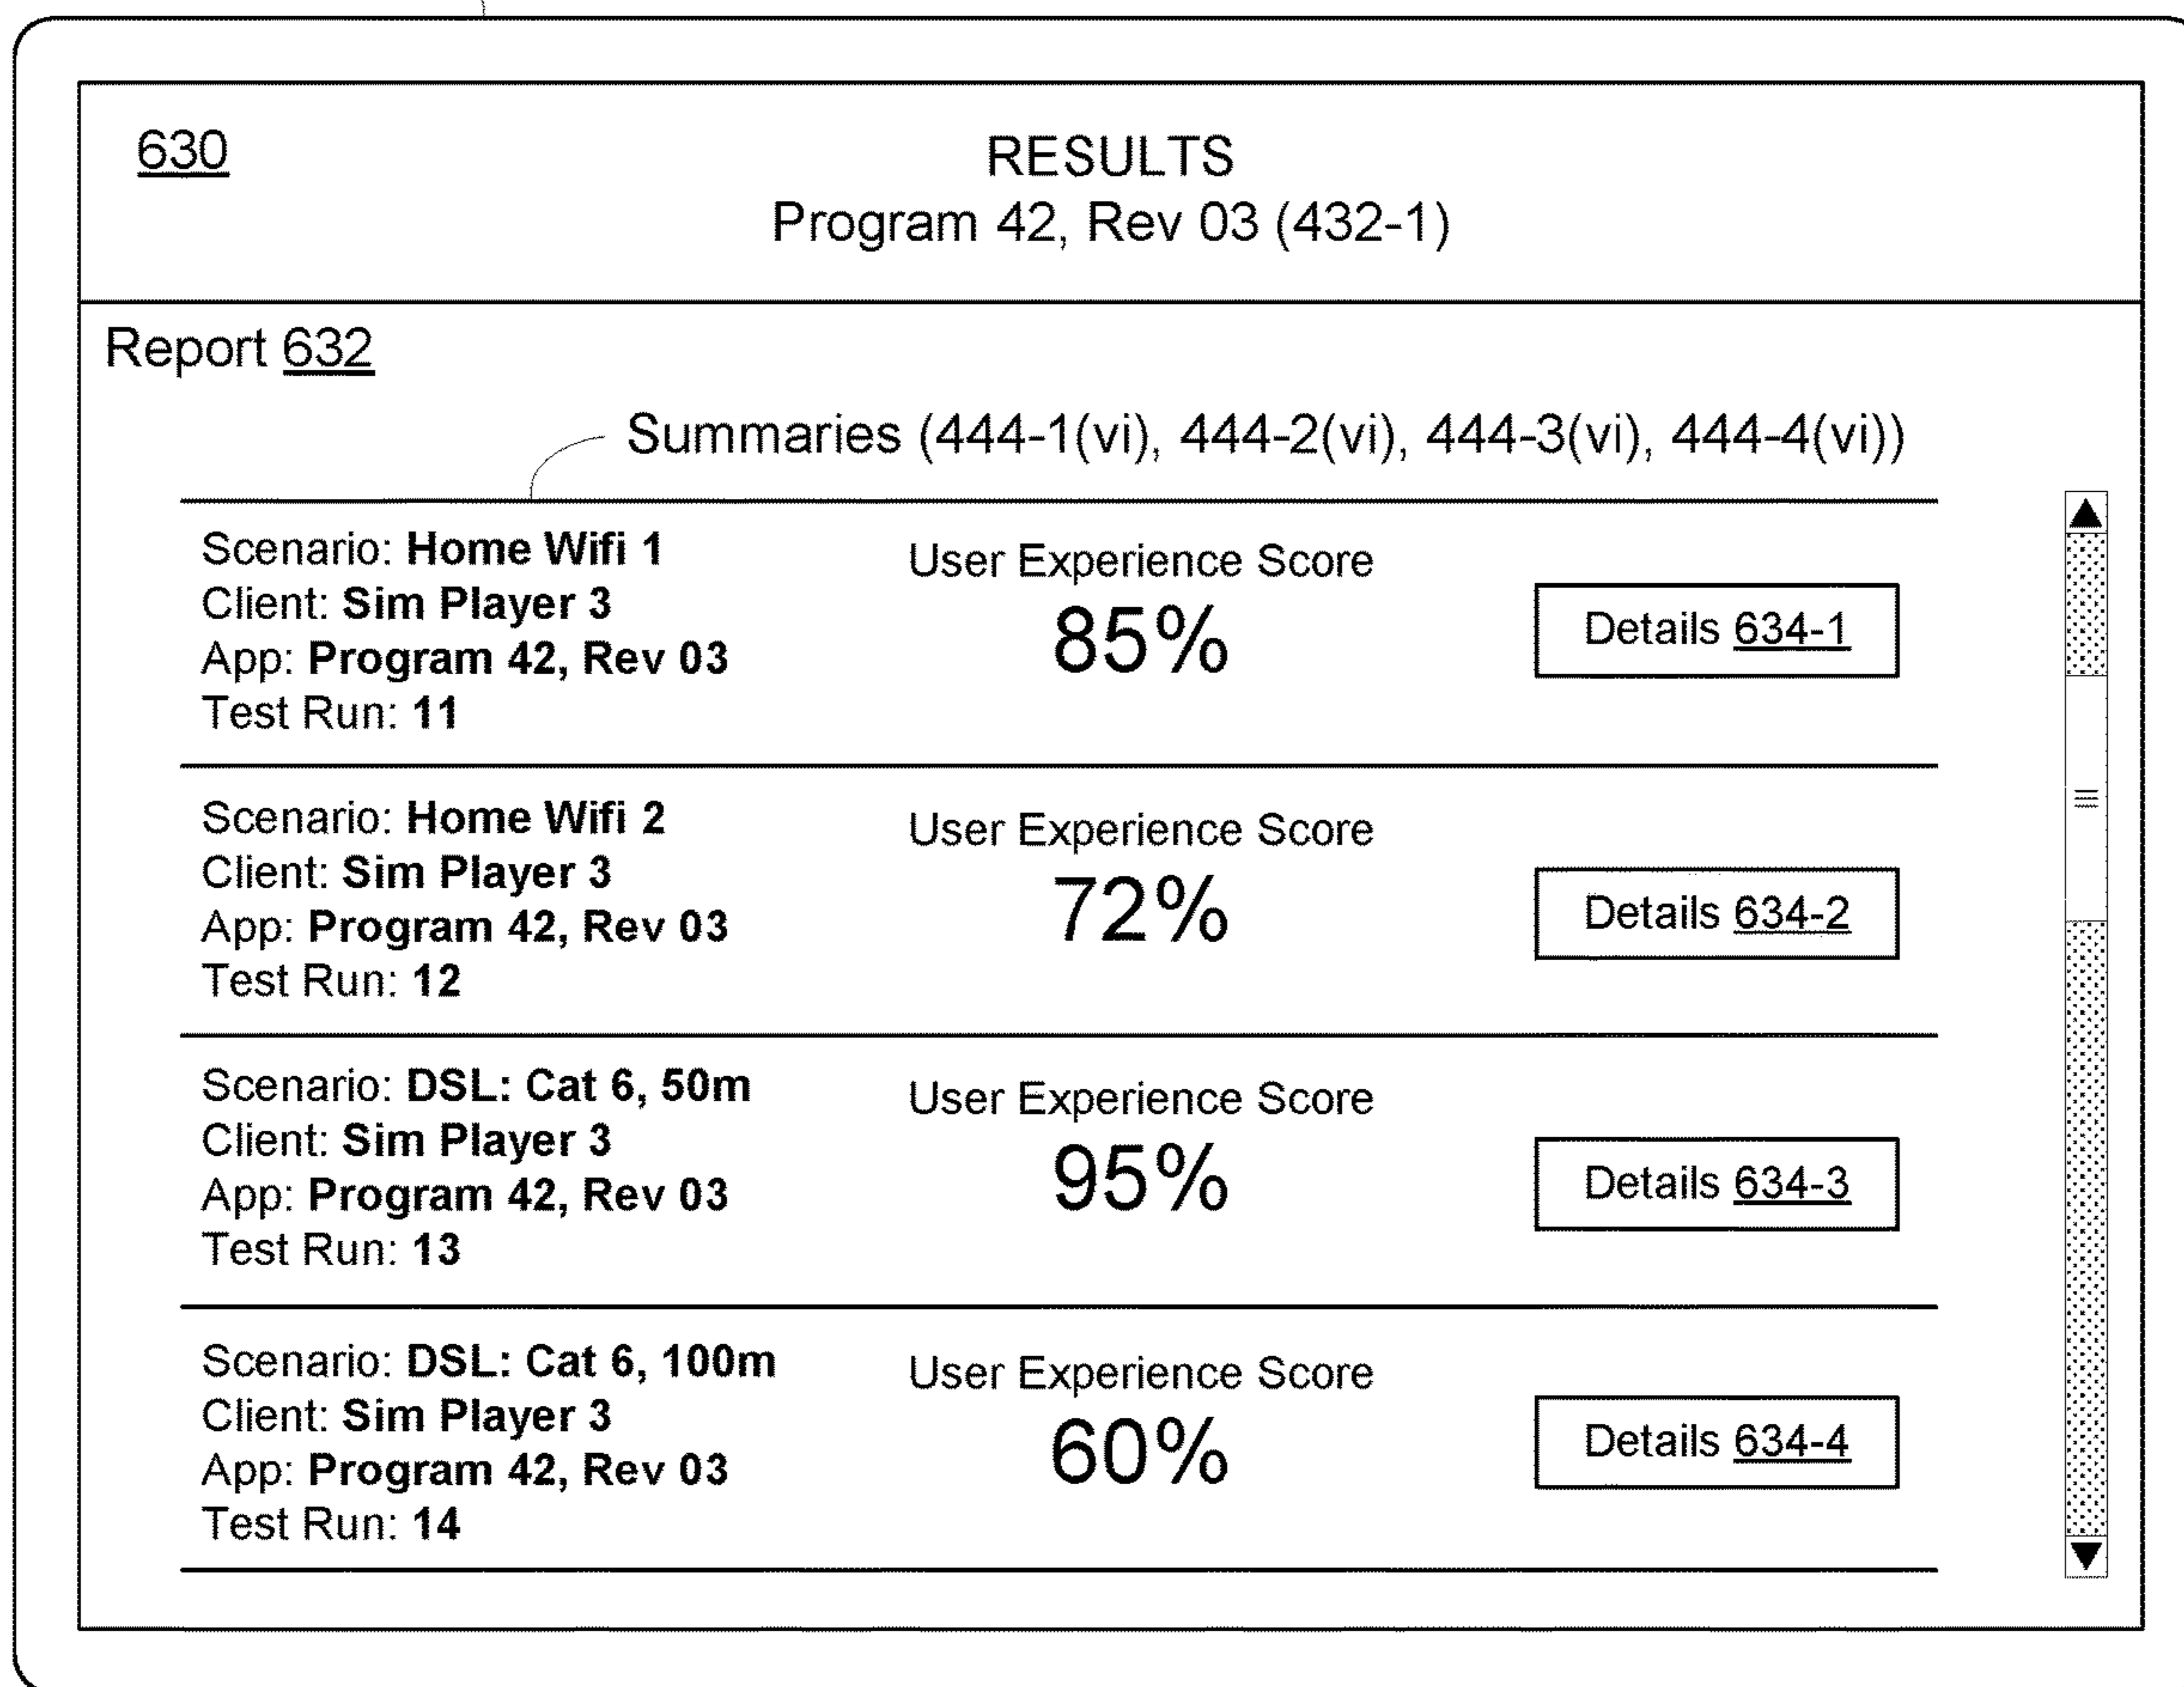 630
RESULTS
Program 42, Rev 03 (432-1)
Report 632
Summaries (444-1(vi), 444-2(vi), 444-3(vi), 444-4(vi))
Scenario: Home Wifi 1
Client: Sim Player 3
App: Program 42, Rev 03
Test Run: 11
User Experience Score
85%
Details 634-1
Scenario: Home Wifi 2
Client: Sim Player 3
App: Program 42, Rev 03
Test Run: 12
User Experience Score
72%
Details 634-2
Scenario: DSL: Cat 6, 50m
Client: Sim Player 3
App: Program 42, Rev 03
Test Run: 13
User Experience Score
95%
Details 634-3
Scenario: DSL: Cat 6, 100m
Client: Sim Player 3
App: Program 42, Rev 03
Test Run: 14
User Experience Score
60%
Details 634-4